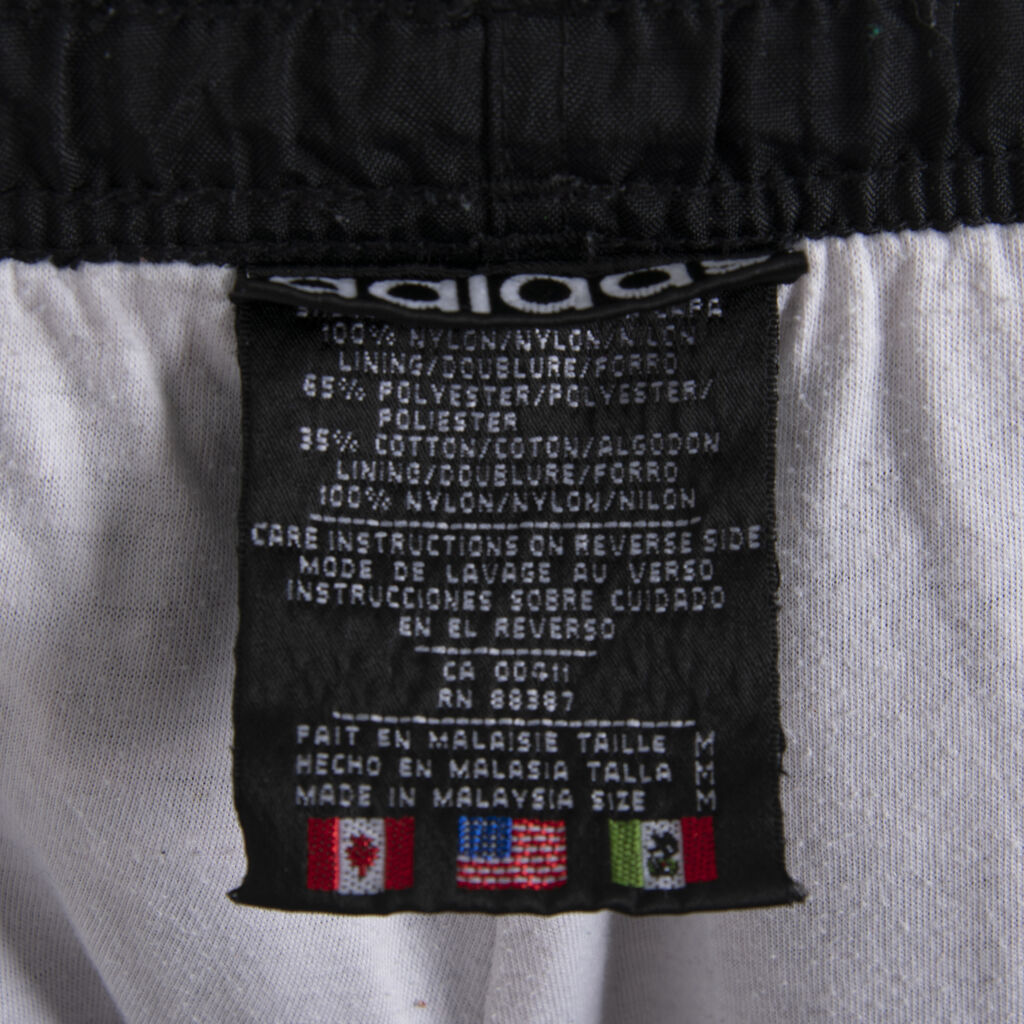 adidas
100% NYLON/NYLON/NILON
LINING/DOUBLURE/FORRO
65% POLYESTER/POLYESTER/
POLIESTER
35% COTTON/COTON/ALGODON
LINING/DOUBLURE/FORRO
100% NYLON/NYLON/NILON
CARE INSTRUCTIONS ON REVERSE SIDE
MODE DE LAVAGE AU VERSO
INSTRUCCIONES SOBRE CUIDADO
EN EL REVERSO
CA 00411
RN 88387
FAIT EN MALAISIE TAILLE M
HECHO EN MALASIA TALLA M
MADE IN MALAYSIA SIZE M